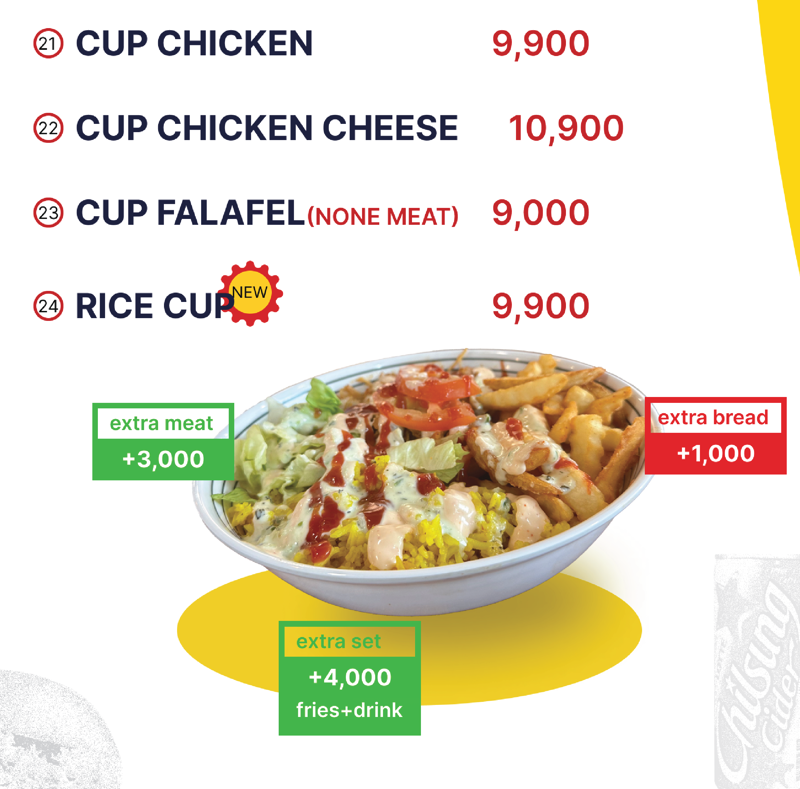 21 CUP CHICKEN 9,900
22 CUP CHICKEN CHEESE 10,900
23 CUP FALAFEL(NONE MEAT) 9,000
24 RICE CUP NEW 9,900
extra meat
+3,000
extra bread
+1,000
extra set
+4,000
fries+drink
Chilsung
Cider